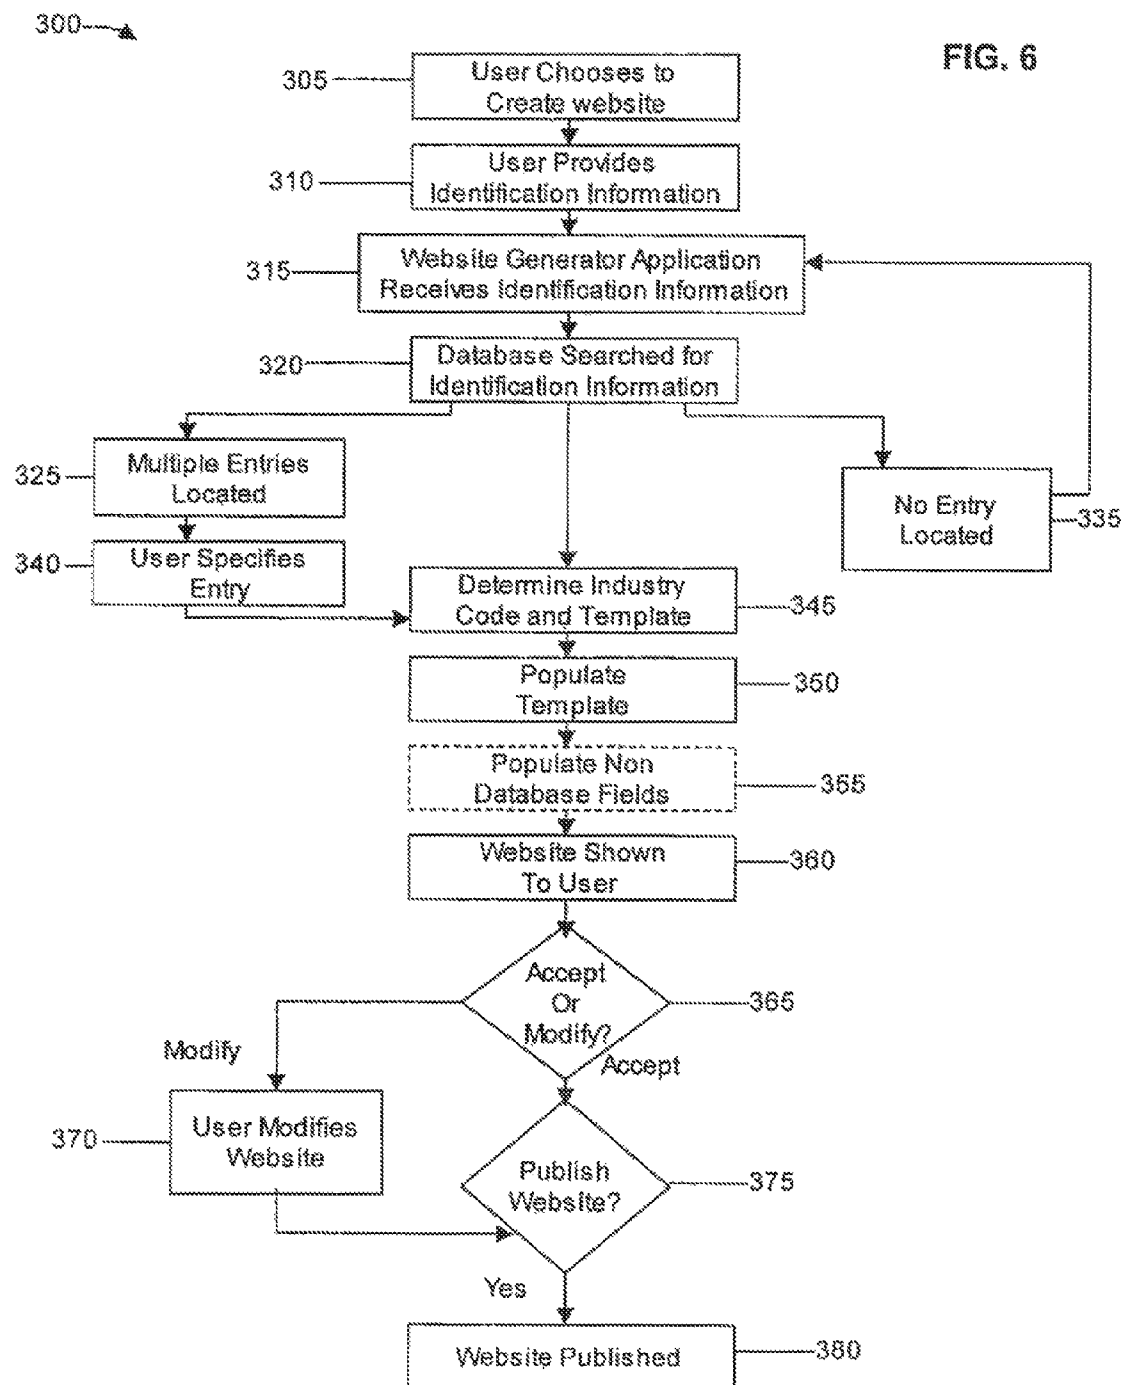 300
FIG. 6
305
User Chooses to
Create website
310
User Provides
Identification Information
315
Website Generator Application
Receives Identification Information
320
Database Searched for
Identification Information
325
Multiple Entries
Located
No Entry
Located
335
340
User Specifies
Entry
Determine Industry
Code and Template
345
Populate
Template
350
Populate Non
Database Fields
355
Website Shown
To User
360
Accept
Or
Modify?
365
Modify
Accept
370
User Modifies
Website
Publish
Website?
375
Yes
Website Published
380